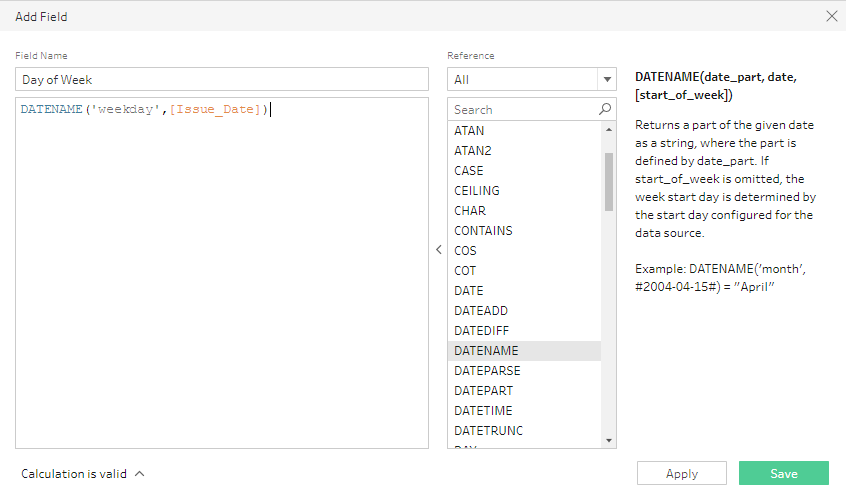 Add Field
Field Name
Day of Week
DATENAME('weekday',[Issue_Date])
Calculation is valid
Reference
All
Search
ATAN
ATAN2
CASE
CEILING
CHAR
CONTAINS
COS
COT
DATE
DATEADD
DATEDIFF
DATENAME
DATEPARSE
DATEPART
DATETIME
DATETRUNC
DATENAME(date_part, date,
[start_of_week])
Returns a part of the given date
as a string, where the part is
defined by date_part. If
start_of_week is omitted, the
week start day is determined by
the start day configured for the
data source.
Example: DATENAME('month',
#2004-04-15#) = "April"
Apply
Save